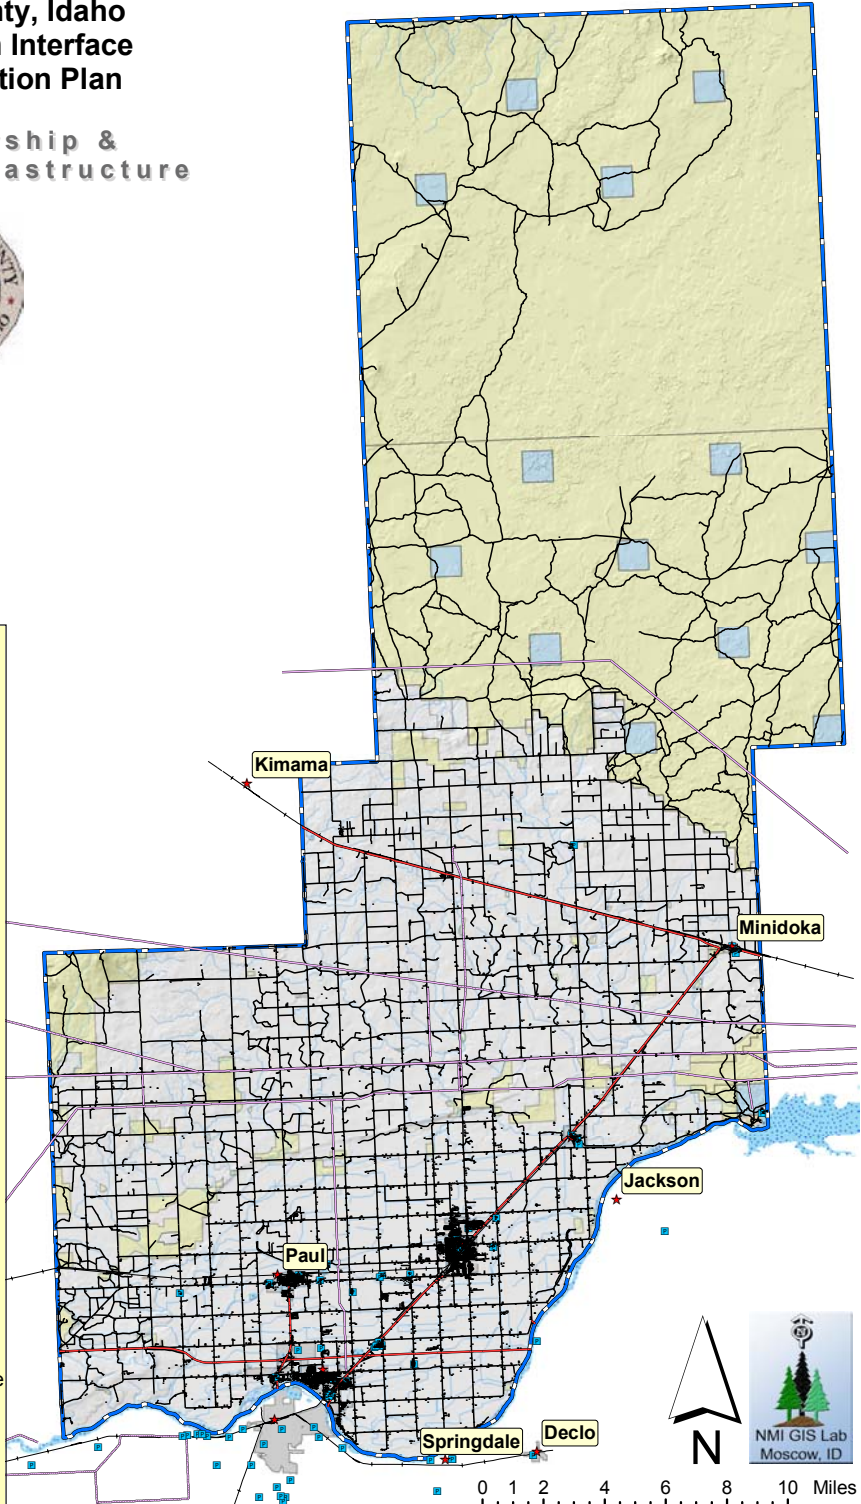 nty, Idaho
n Interface
tion Plan
ship &
astructure
NTY
Kimama
Minidoka
Jackson
Paul
Springdale
Declo
N
NMI GIS Lab
Moscow, ID
0 1 2 4 6 8 10 Miles